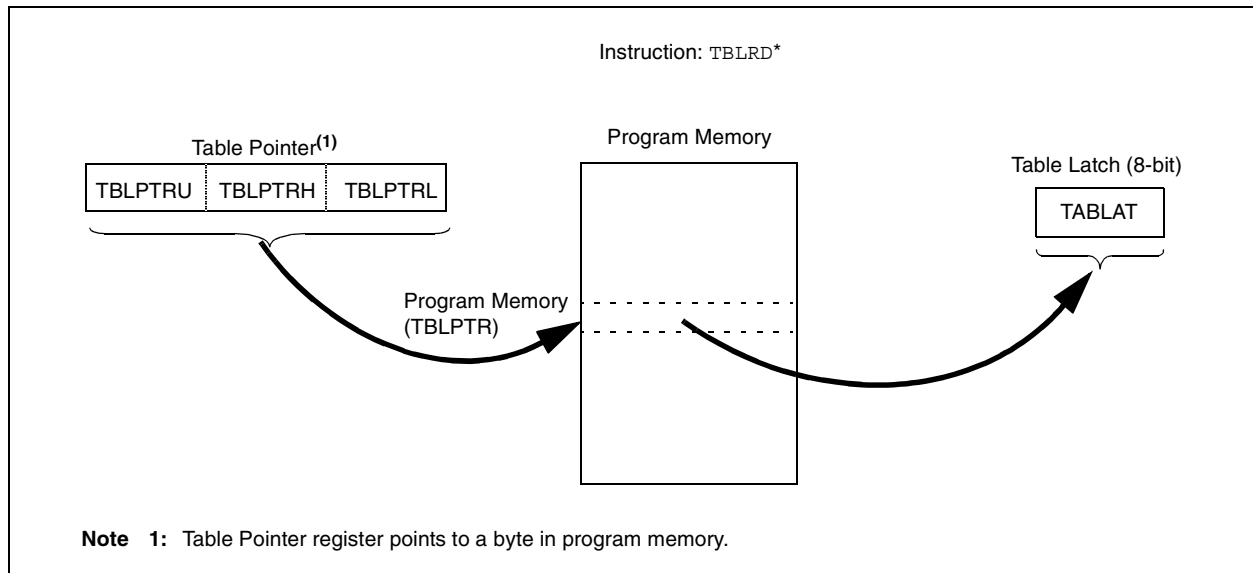 Instruction: TBLRD*
Table Pointer(1)
Program Memory
Table Latch (8-bit)
TBLPTRU TBLPTRH TBLPTRL
TABLAT
Program Memory
(TBLPTR)
Note 1: Table Pointer register points to a byte in program memory.